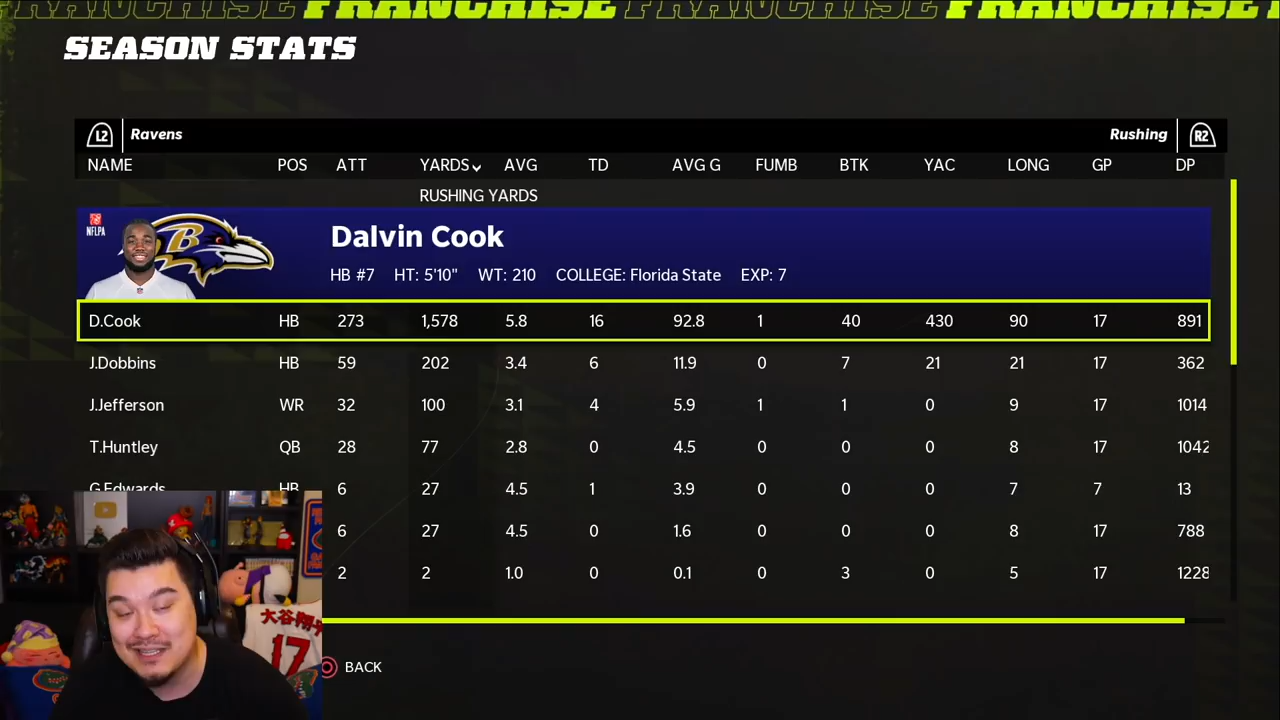 FRANCHISE FRANCHISE FRANCHISE FRANCHISE
SEASON STATS
L2 Ravens Rushing R2
NAME POS ATT YARDS AVG TD AVG G FUMB BTK YAC LONG GP DP
RUSHING YARDS
NFLPA
B
Dalvin Cook
HB #7 HT: 5'10" WT: 210 COLLEGE: Florida State EXP: 7
D.Cook HB 273 1,578 5.8 16 92.8 1 40 430 90 17 891
J.Dobbins HB 59 202 3.4 6 11.9 0 7 21 21 17 362
J.Jefferson WR 32 100 3.1 4 5.9 1 1 0 9 17 1014
T.Huntley QB 28 77 2.8 0 4.5 0 0 0 8 17 1042
G.Edwards HB 6 27 4.5 1 3.9 0 0 0 7 7 13
6 27 4.5 0 1.6 0 0 0 8 17 788
2 2 1.0 0 0.1 0 3 0 5 17 1228
大谷翔平
17
BACK